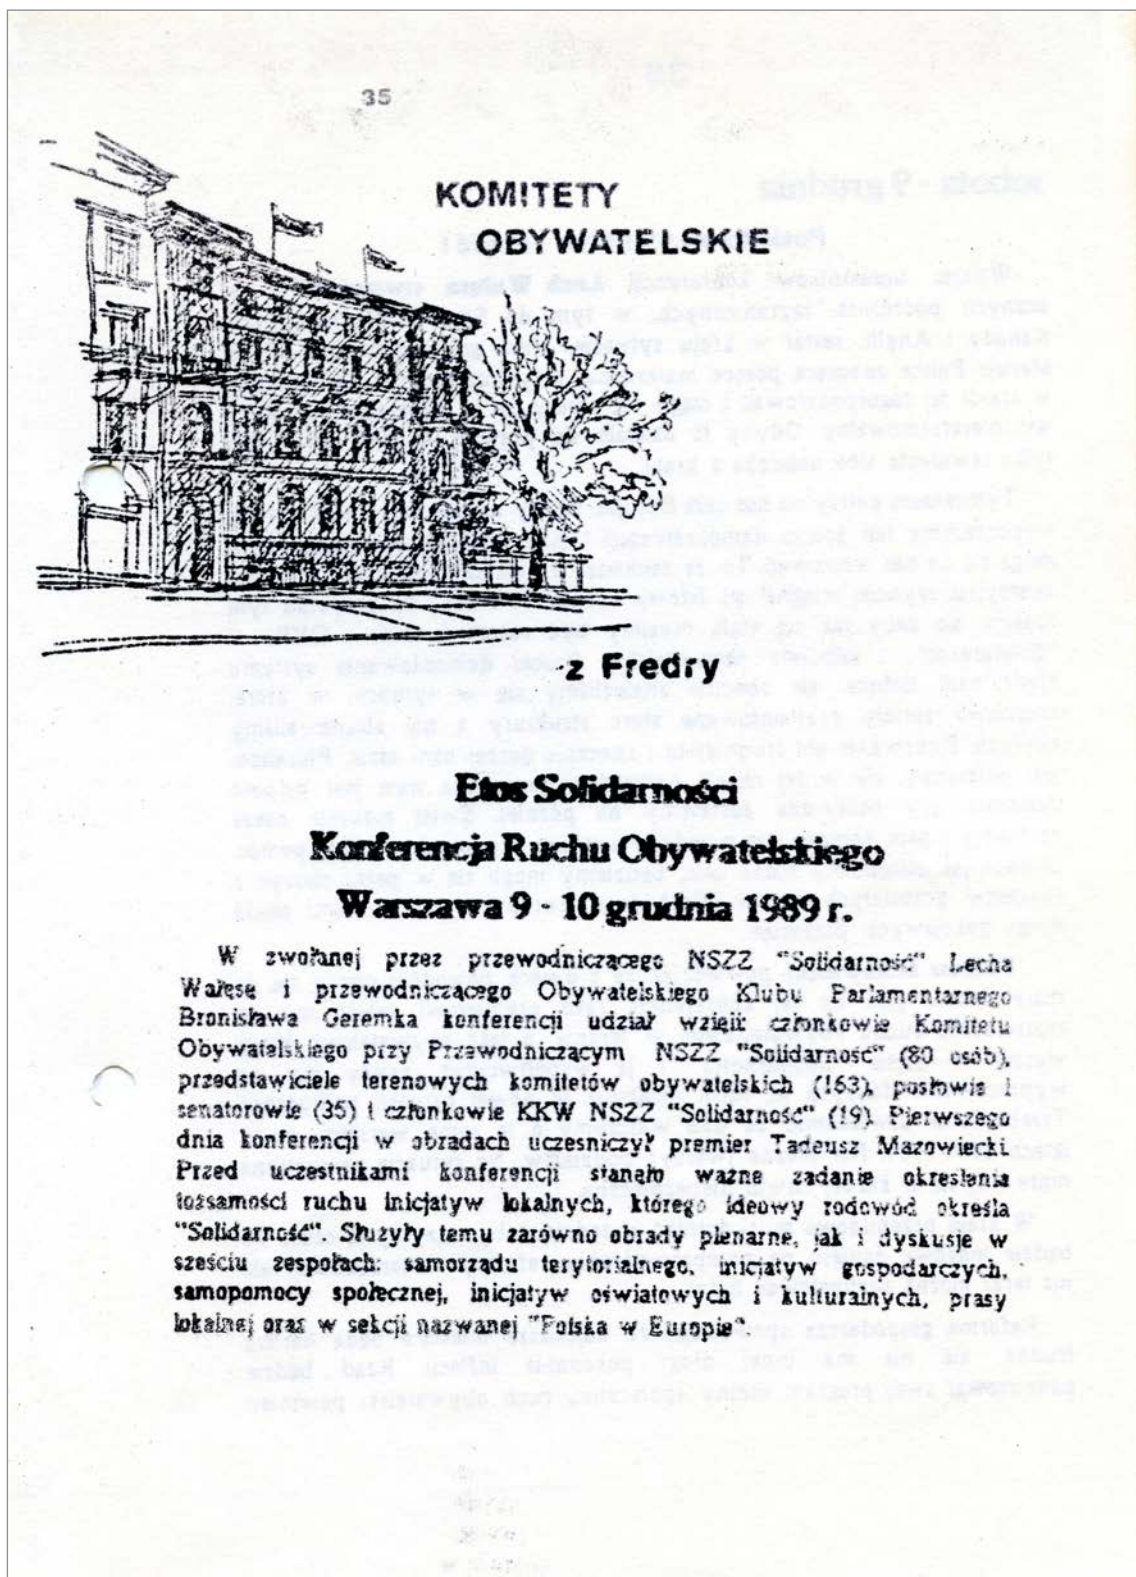 35
KOMITETY
OBYWATELSKIE
z Fredry
Etos Solidarności
Konferencja Ruchu Obywatelskiego
Warszawa 9 - 10 grudnia 1989 r.
W zwołanej przez przewodniczącego NSZZ "Solidarność" Lecha
Wałęsę i przewodniczącego Obywatelskiego Klubu Parlamentarnego
Bronisława Geremka konferencji udział wzięli: członkowie Komitetu
Obywatelskiego przy Przewodniczącym NSZZ "Solidarność" (80 osób),
przedstawiciele terenowych komitetów obywatelskich (163), posłowie i
senatorowie (35) i członkowie KKW NSZZ "Solidarność" (19). Pierwszego
dnia konferencji w obradach uczesniczył premier Tadeusz Mazowiecki.
Przed uczestnikami konferencji stanęło ważne zadanie określenia
tożsamości ruchu inicjatyw lokalnych, którego ideowy rodowód określa
"Solidarność". Służyły temu zarówno obrady plenarne, jak i dyskusje w
sześciu zespołach: samorządu terytorialnego, inicjatyw gospodarczych,
samopomocy społecznej, inicjatyw oświatowych i kulturalnych, prasy
lokalnej oraz w sekcji nazwanej "Polska w Europie".